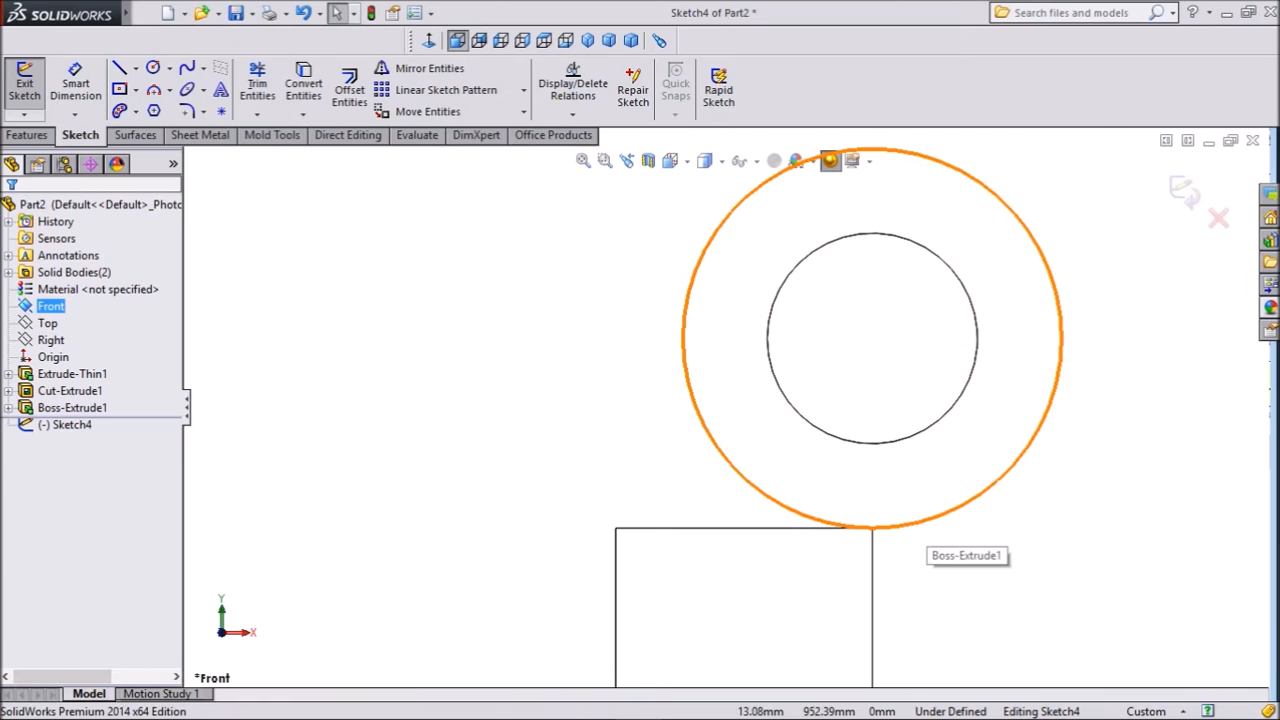 SOLIDWORKS
Sketch4 of Part2 *
Search files and models
Exit Sketch
Smart Dimension
Trim Entities
Convert Entities
Offset Entities
Mirror Entities
Linear Sketch Pattern
Move Entities
Display/Delete Relations
Repair Sketch
Quick Snaps
Rapid Sketch
Features Sketch Surfaces Sheet Metal Mold Tools Direct Editing Evaluate DimXpert Office Products
Part2 (Default<<Default>_Photo
History
Sensors
Annotations
Solid Bodies(2)
Material <not specified>
Front
Top
Right
Origin
Extrude-Thin1
Cut-Extrude1
Boss-Extrude1
(-) Sketch4
Boss-Extrude1
Y
X
*Front
Model Motion Study 1
SolidWorks Premium 2014 x64 Edition 13.08mm 952.39mm 0mm Under Defined Editing Sketch4 Custom